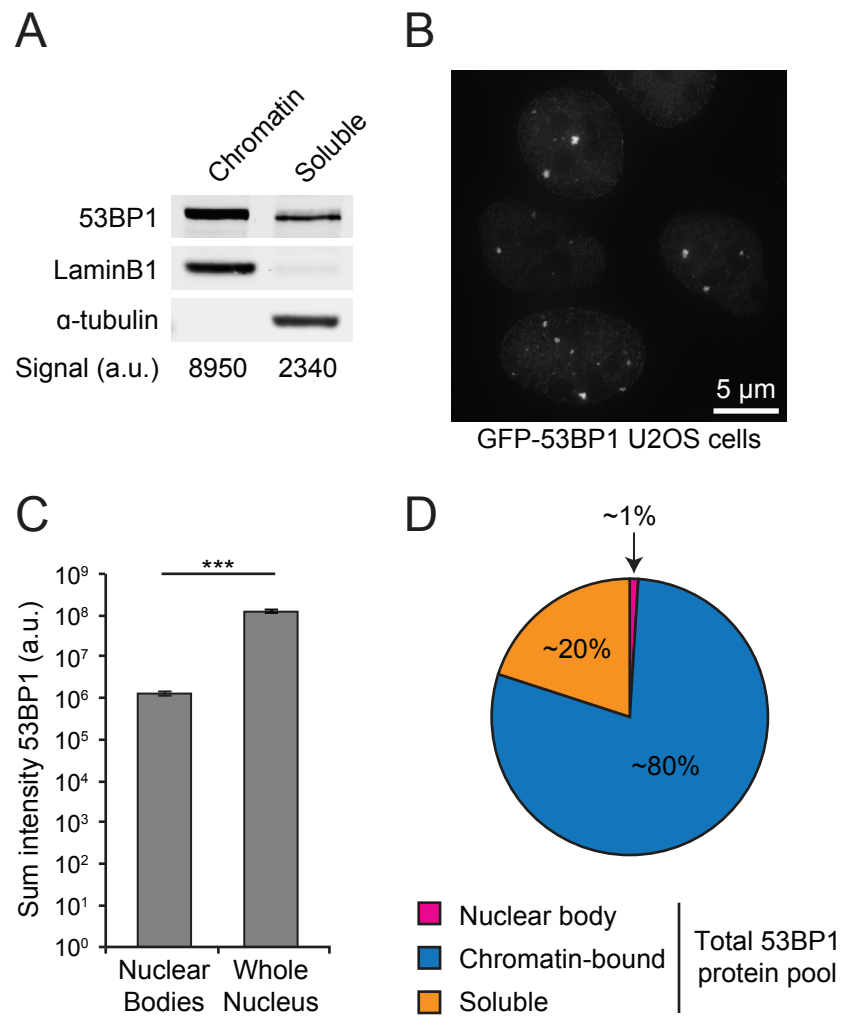 A
Chromatin
Soluble
53BP1
LaminB1
α-tubulin
Signal (a.u.) 8950 2340
B
5 μm
GFP-53BP1 U2OS cells
C
Sum intensity 53BP1 (a.u.)
***
10⁹
10⁸
10⁷
10⁶
10⁵
10⁴
10³
10²
10¹
10⁰
Nuclear Bodies
Whole Nucleus
D
~1%
~20%
~80%
Nuclear body
Chromatin-bound
Soluble
Total 53BP1
protein pool